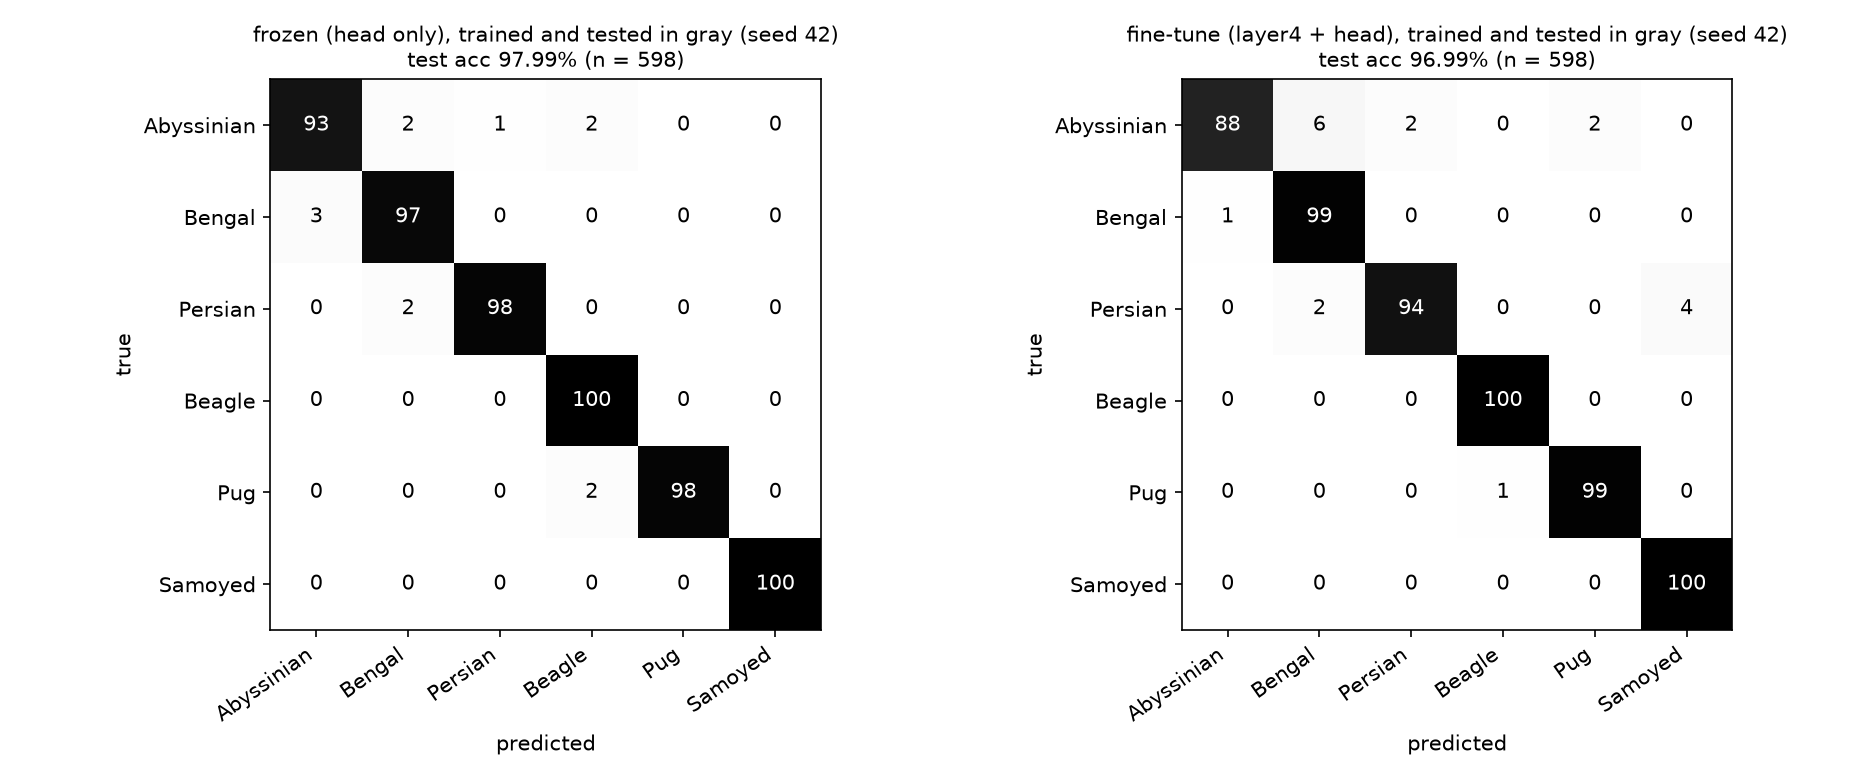 frozen (head only), trained and tested in gray (seed 42)
test acc 97.99% (n = 598)
Abyssinian 93 2 1 2 0 0
Bengal 3 97 0 0 0 0
Persian 0 2 98 0 0 0
true
Beagle 0 0 0 100 0 0
Pug 0 0 0 2 98 0
Samoyed 0 0 0 0 0 100
Abyssinian Bengal Persian Beagle Pug Samoyed
predicted
fine-tune (layer4 + head), trained and tested in gray (seed 42)
test acc 96.99% (n = 598)
Abyssinian 88 6 2 0 2 0
Bengal 1 99 0 0 0 0
Persian 0 2 94 0 0 4
true
Beagle 0 0 0 100 0 0
Pug 0 0 0 1 99 0
Samoyed 0 0 0 0 0 100
Abyssinian Bengal Persian Beagle Pug Samoyed
predicted